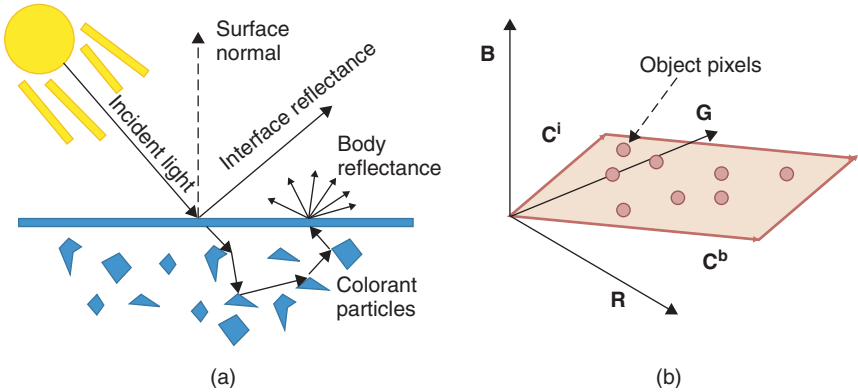 Surface
normal
Incident light
Interface reflectance
Body
reflectance
Colorant
particles
(a)
B
Object pixels
G
Cⁱ
Cᵇ
R
(b)